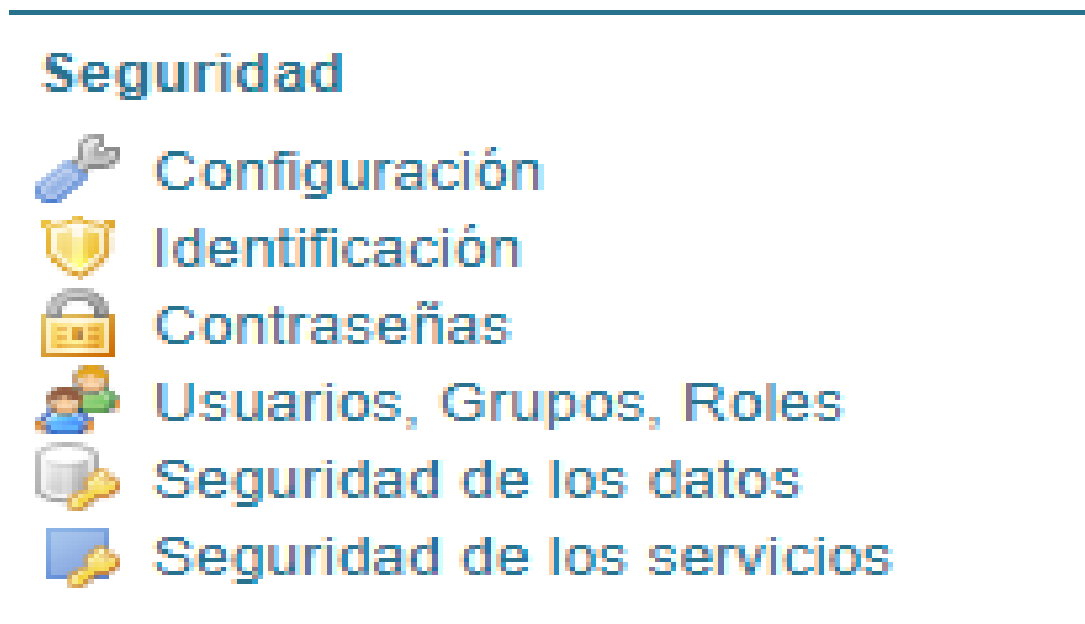 Seguridad
Configuración
Identificación
Contraseñas
Usuarios, Grupos, Roles
Seguridad de los datos
Seguridad de los servicios